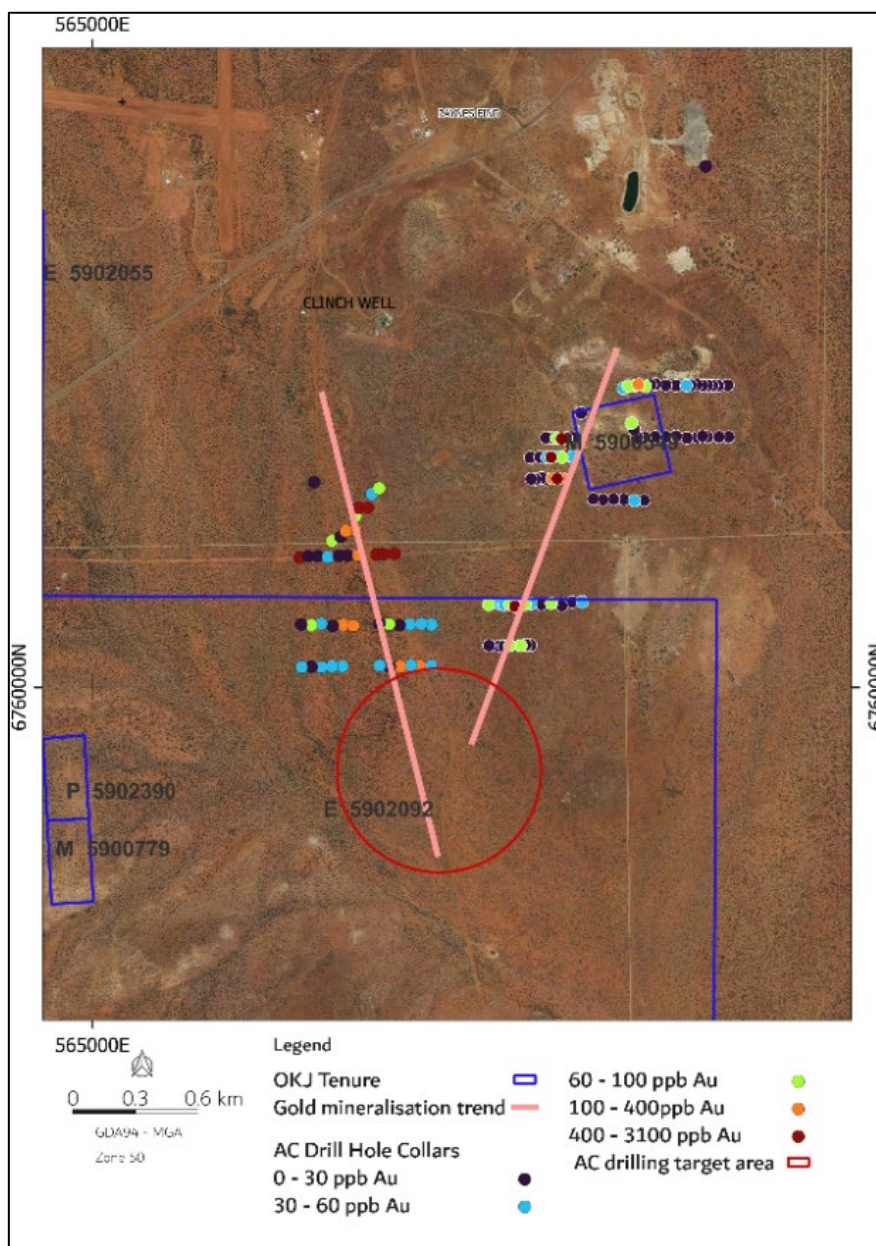 565000E
PAYNES FIND
E 5902055
CLINCH WELL
M 5900549
6760000N
6760000N
P 5902390
E 5902092
M 5900779
565000E
Legend
OKJ Tenure
Gold mineralisation trend
AC Drill Hole Collars
0 - 30 ppb Au
30 - 60 ppb Au
60 - 100 ppb Au
100 - 400ppb Au
400 - 3100 ppb Au
AC drilling target area
0 0.3 0.6 km
GDA94 - MGA
Zone 50